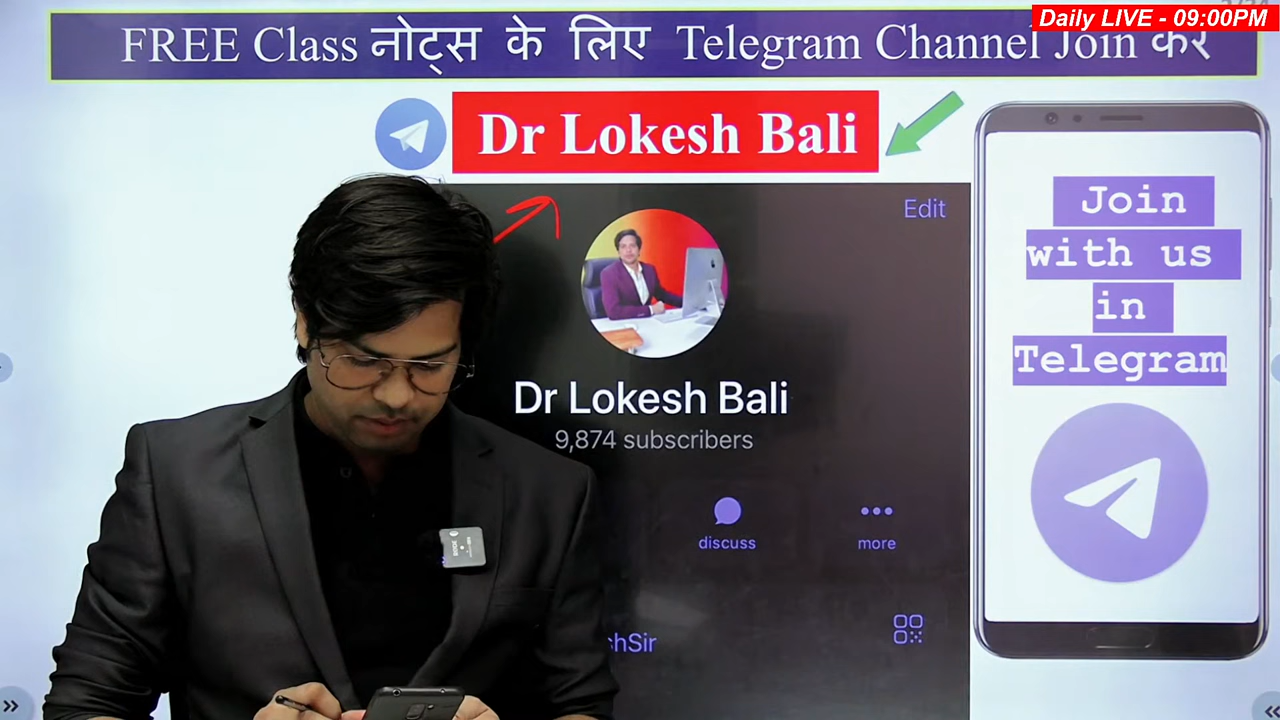 Daily LIVE - 09:00PM
FREE Class नोट्स के लिए Telegram Channel Join करें
Dr Lokesh Bali
Edit
Dr Lokesh Bali
9,874 subscribers
discuss
more
hSir
Join
with us
in
Telegram